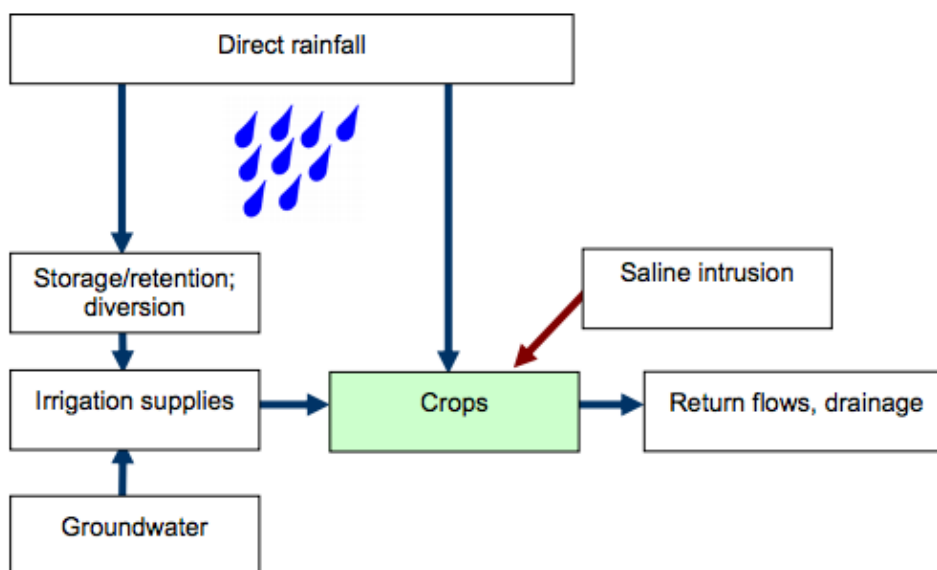 Direct rainfall
Storage/retention;
diversion
Saline intrusion
Irrigation supplies
Crops
Return flows, drainage
Groundwater